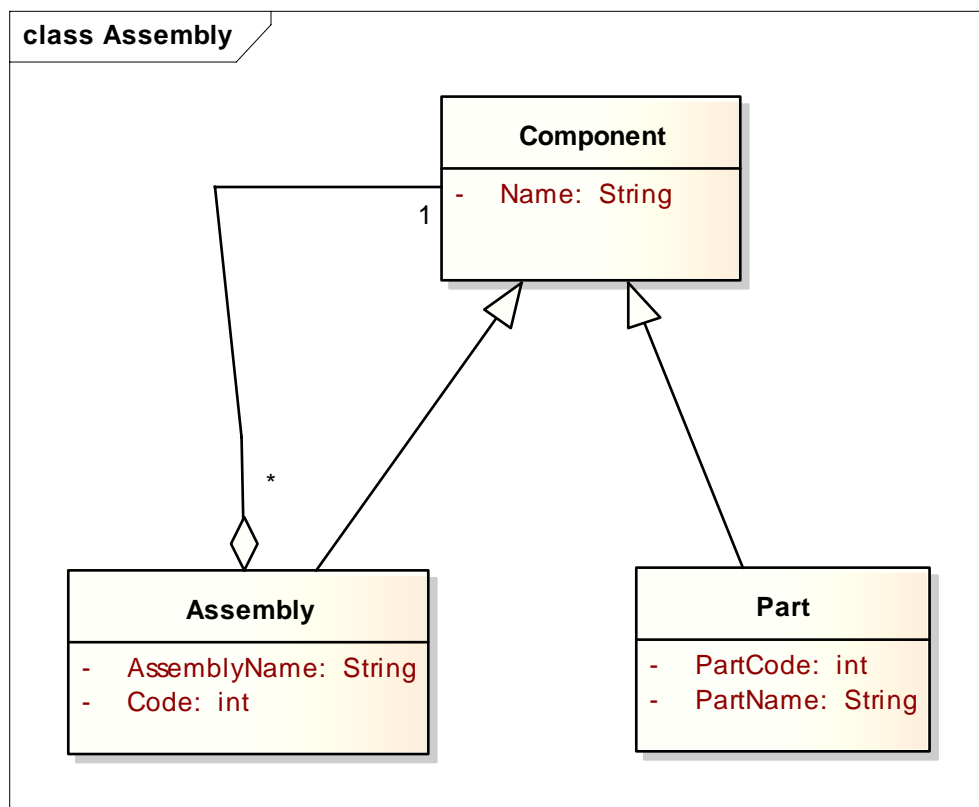 class Assembly
Component
- Name: String
1
*
Assembly
- AssemblyName: String
- Code: int
Part
- PartCode: int
- PartName: String